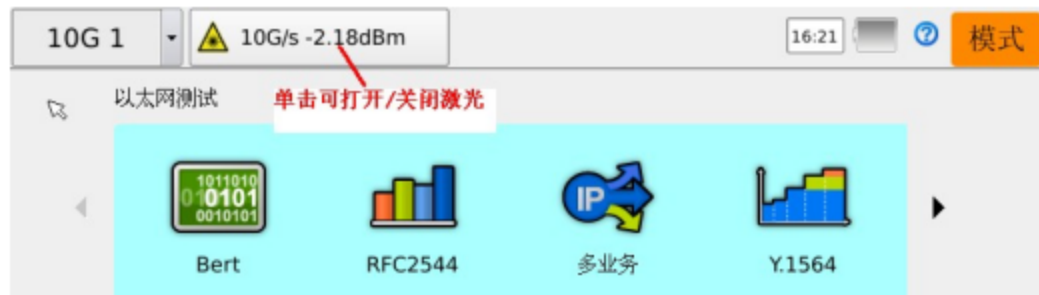 10G 1
10G/s -2.18dBm
16:21
模式
以太网测试
单击可打开/关闭激光
1011010
010101
0010101
IP
Bert
RFC2544
多业务
Y.1564